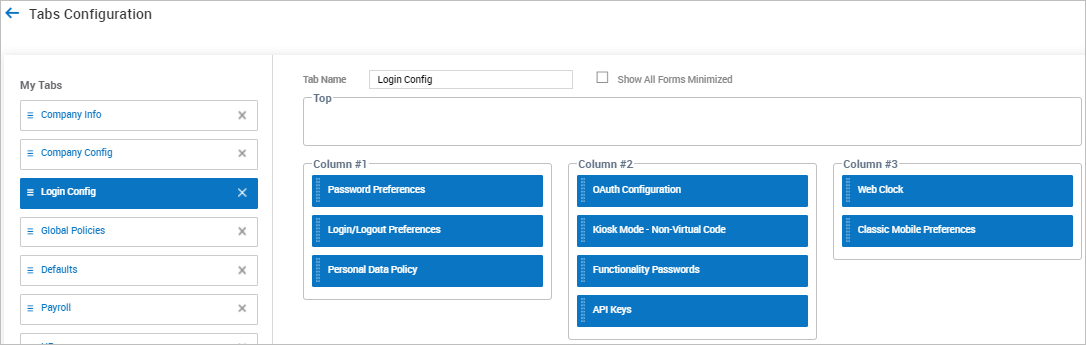 Tabs Configuration
My Tabs
Company Info
Company Config
Login Config
Global Policies
Defaults
Payroll
Tab Name Login Config Show All Forms Minimized
Top
Column #1
Password Preferences
Login/Logout Preferences
Personal Data Policy
Column #2
OAuth Configuration
Kiosk Mode - Non-Virtual Code
Functionality Passwords
API Keys
Column #3
Web Clock
Classic Mobile Preferences